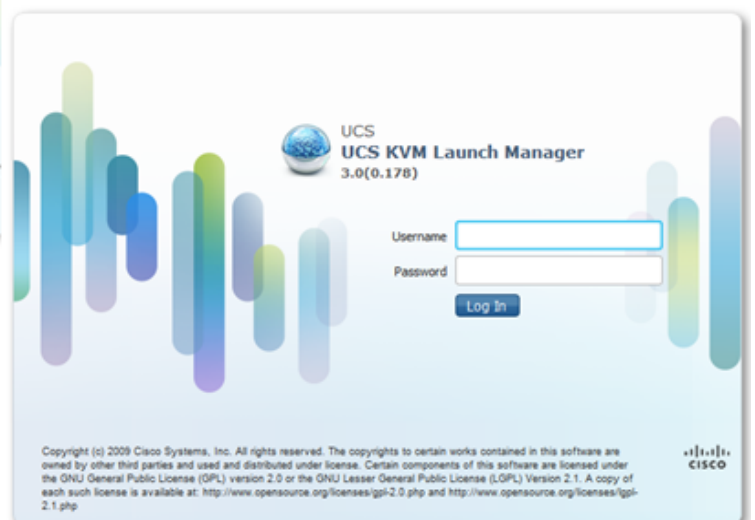 UCS
UCS KVM Launch Manager
3.0(0.178)
Username
Password
Log In
Copyright (c) 2009 Cisco Systems, Inc. All rights reserved. The copyrights to certain works contained in this software are
owned by other third parties and used and distributed under license. Certain components of this software are licensed under
the GNU General Public License (GPL) version 2.0 or the GNU Lesser General Public License (LGPL) Version 2.1. A copy of
each such license is available at: http://www.opensource.org/licenses/gpl-2.0.php and http://www.opensource.org/licenses/lgpl-
2.1.php
CISCO